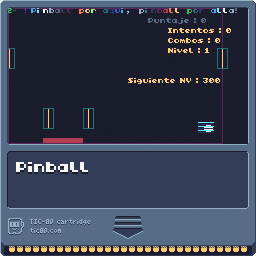 2- !Pinball por aqui, pinball por alla!
Puntaje : 0
Intentos : 0
Combos : 0
Nivel : 1
Siguiente NV : 300
Pinball
TIC-80 cartridge
tic80.com